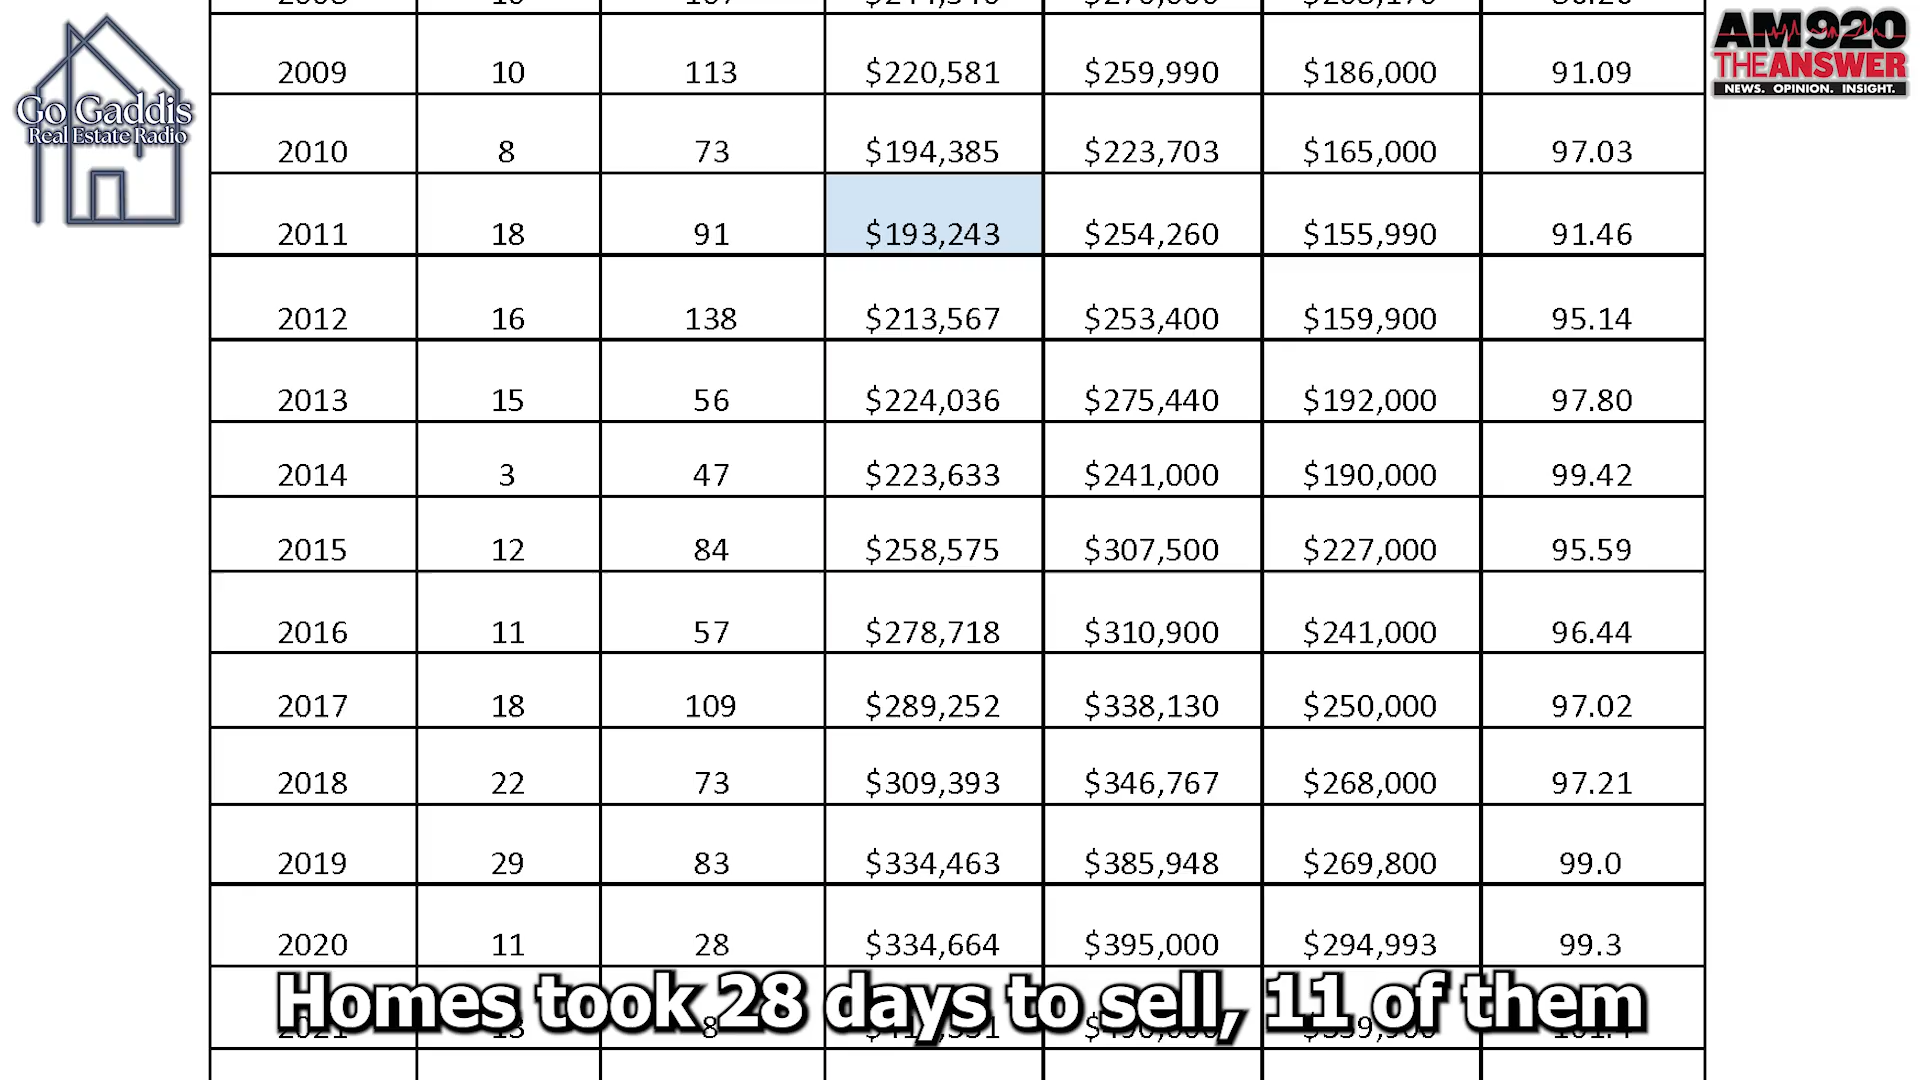 Go Gaddis
Real Estate Radio
AM920
THEANSWER
NEWS. OPINION. INSIGHT.
2009 10 113 $220,581 $259,990 $186,000 91.09
2010 8 73 $194,385 $223,703 $165,000 97.03
2011 18 91 $193,243 $254,260 $155,990 91.46
2012 16 138 $213,567 $253,400 $159,900 95.14
2013 15 56 $224,036 $275,440 $192,000 97.80
2014 3 47 $223,633 $241,000 $190,000 99.42
2015 12 84 $258,575 $307,500 $227,000 95.59
2016 11 57 $278,718 $310,900 $241,000 96.44
2017 18 109 $289,252 $338,130 $250,000 97.02
2018 22 73 $309,393 $346,767 $268,000 97.21
2019 29 83 $334,463 $385,948 $269,800 99.0
2020 11 28 $334,664 $395,000 $294,993 99.3
Homes took 28 days to sell, 11 of them